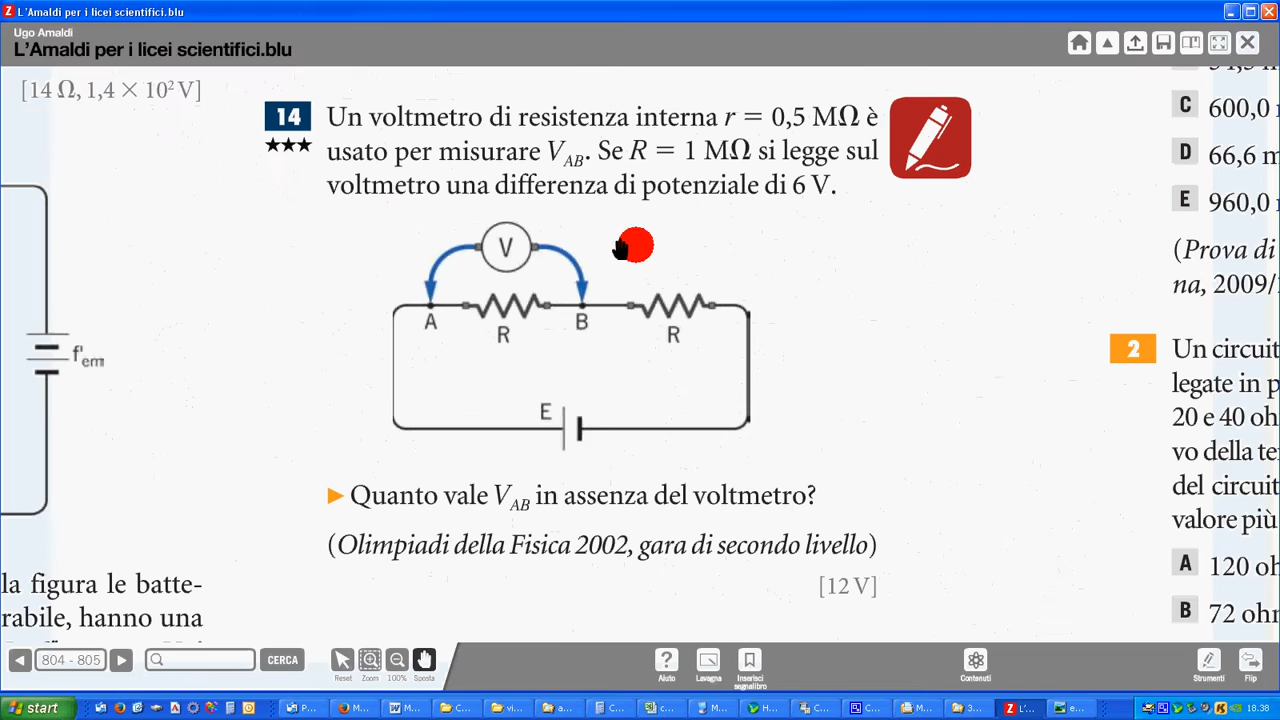 L'Amaldi per i licei scientifici.blu
Ugo Amaldi
L'Amaldi per i licei scientifici.blu
[14 Ω, 1,4 × 10² V]
f'em
la figura le batte-
rabile, hanno una
14
★★★
Un voltmetro di resistenza interna r = 0,5 MΩ è
usato per misurare V_AB. Se R = 1 MΩ si legge sul
voltmetro una differenza di potenziale di 6 V.
V
A R B R
E
► Quanto vale V_AB in assenza del voltmetro?
(Olimpiadi della Fisica 2002, gara di secondo livello)
[12 V]
C 600,0
D 66,6 m
E 960,0
(Prova di
na, 2009/
2 Un circuit
legate in p
20 e 40 oh
vo della te
del circuit
valore più
A 120 oh
B 72 ohm
804 - 805
CERCA
Reset
Zoom
100%
Sposta
Aiuto
Lavagna
Inserisci
segnalibro
Contenuti
Strumenti
Flip
start
P...
M...
W M...
C...
vi...
a...
C...
c...
M...
H...
C...
C...
M...
3...
L'...
e...
18.38